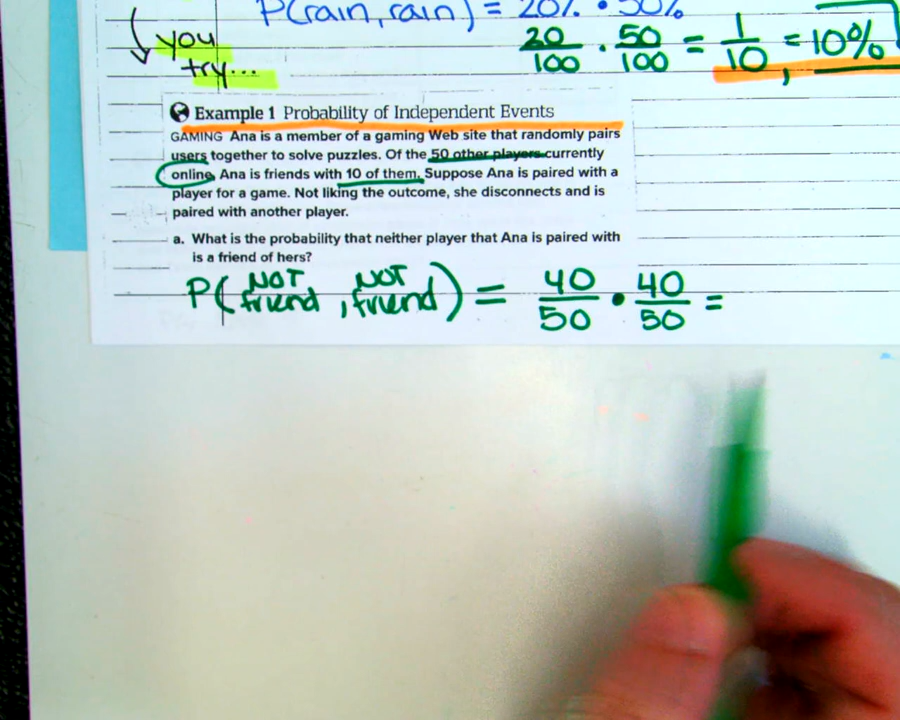 P(rain, rain) = 20% • 50%
you try...
20/100 • 50/100 = 1/10, = 10%
Example 1 Probability of Independent Events
GAMING Ana is a member of a gaming Web site that randomly pairs
users together to solve puzzles. Of the 50 other players currently
online, Ana is friends with 10 of them. Suppose Ana is paired with a
player for a game. Not liking the outcome, she disconnects and is
paired with another player.
a. What is the probability that neither player that Ana is paired with
is a friend of hers?
P(NOT friend, NOT friend) = 40/50 • 40/50 =